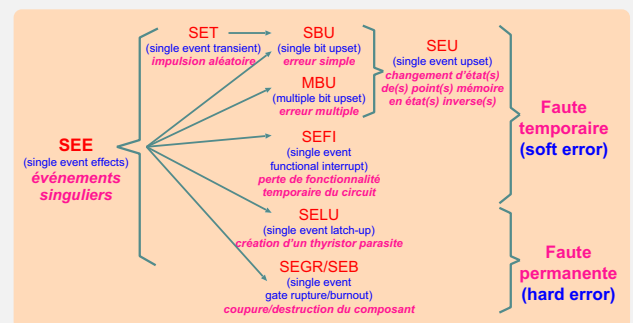 SEE
(single event effects)
événements
singuliers
SET
(single event transient)
impulsion aléatoire
SBU
(single bit upset)
erreur simple
MBU
(multiple bit upset)
erreur multiple
SEU
(single event upset)
changement d'état(s)
de(s) point(s) mémoire
en état(s) inverse(s)
SEFI
(single event
functional interrupt)
perte de fonctionnalité
temporaire du circuit
SELU
(single event latch-up)
création d'un thyristor parasite
SEGR/SEB
(single event
gate rupture/burnout)
coupure/destruction du composant
Faute
temporaire
(soft error)
Faute
permanente
(hard error)